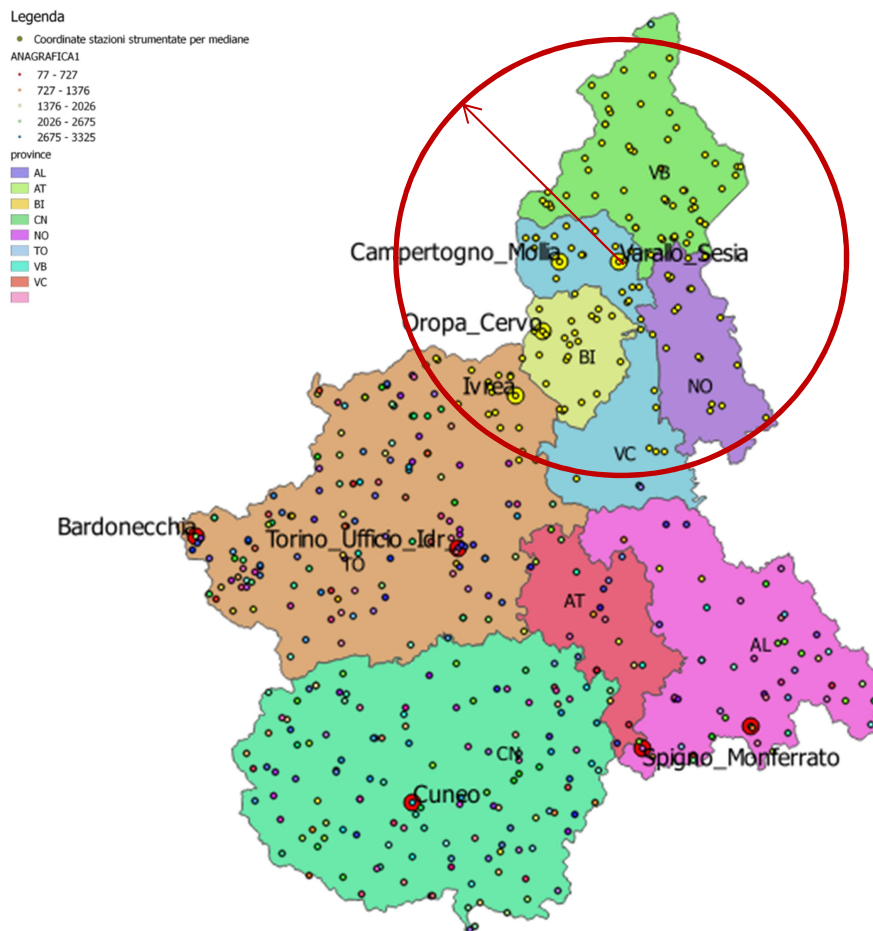 Legenda
Coordinate stazioni strumentate per mediane
ANAGRAFICA1
77 - 727
727 - 1376
1376 - 2026
2026 - 2675
2675 - 3325
province
AL
AT
BI
CN
NO
TO
VB
VC
VB
Campertogno_Mollia
Varallo_Sesia
Oropa_Cervo
BI
Ivrea
NO
VC
Bardonecchia
Torino_Ufficio_Idr_
TO
AT
AL
CN
Spigno_Monferrato
Cuneo